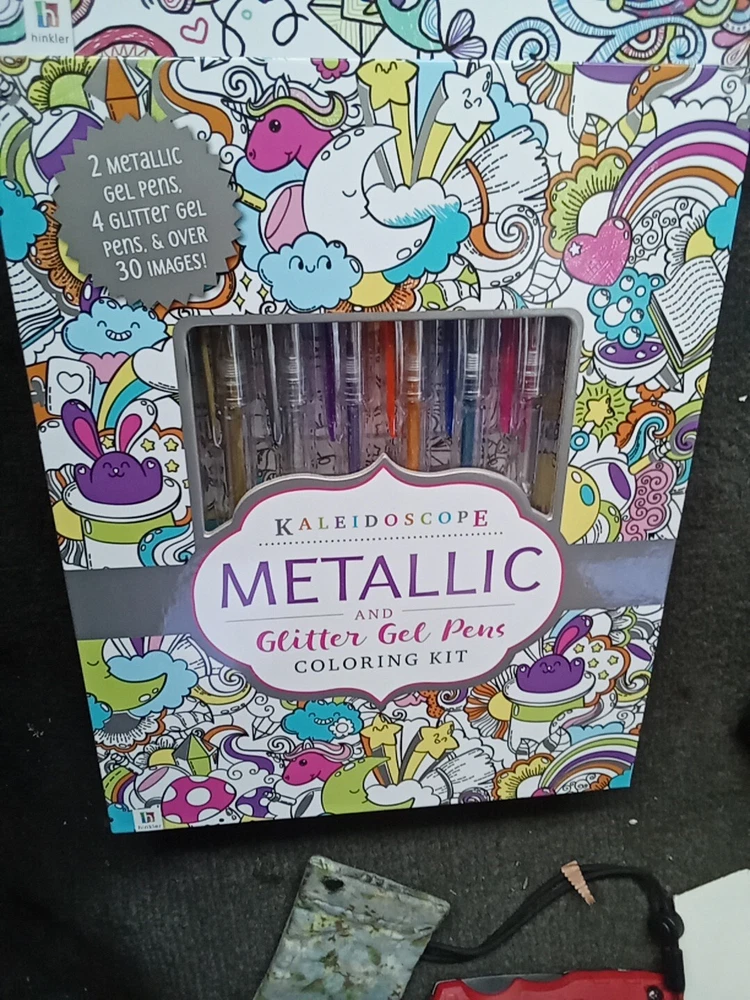 hinkler
2 METALLIC
GEL PENS,
4 GLITTER GEL
PENS, & OVER
30 IMAGES!
KALEIDOSCOPE
METALLIC
AND
Glitter Gel Pens
COLORING KIT
hinkler